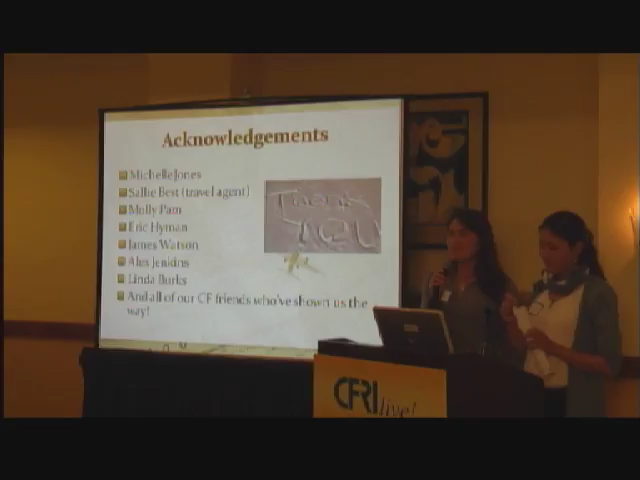 Acknowledgements
Michelle Jones
Sallie Best (travel agent)
Molly Pam
Eric Hyman
James Watson
Alex Jenkins
Linda Burks
And all of our CF friends who've shown us the
way!
Thank
You
CFRI live!